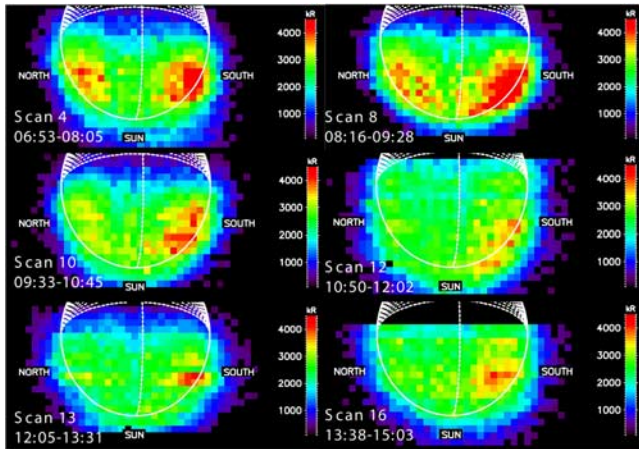 kR
4000
3000
2000
1000
NORTH
SOUTH
Scan 4
06:53-08:05
SUN
kR
4000
3000
2000
1000
NORTH
SOUTH
Scan 8
08:16-09:28
SUN
4000
3000
2000
1000
NORTH
SOUTH
Scan 10
09:33-10:45
SUN
4000
3000
2000
1000
NORTH
SOUTH
Scan 12
10:50-12:02
SUN
kR
4000
3000
2000
1000
NORTH
SOUTH
Scan 13
12:05-13:31
SUN
kR
4000
3000
2000
1000
NORTH
SOUTH
Scan 16
13:38-15:03
SUN